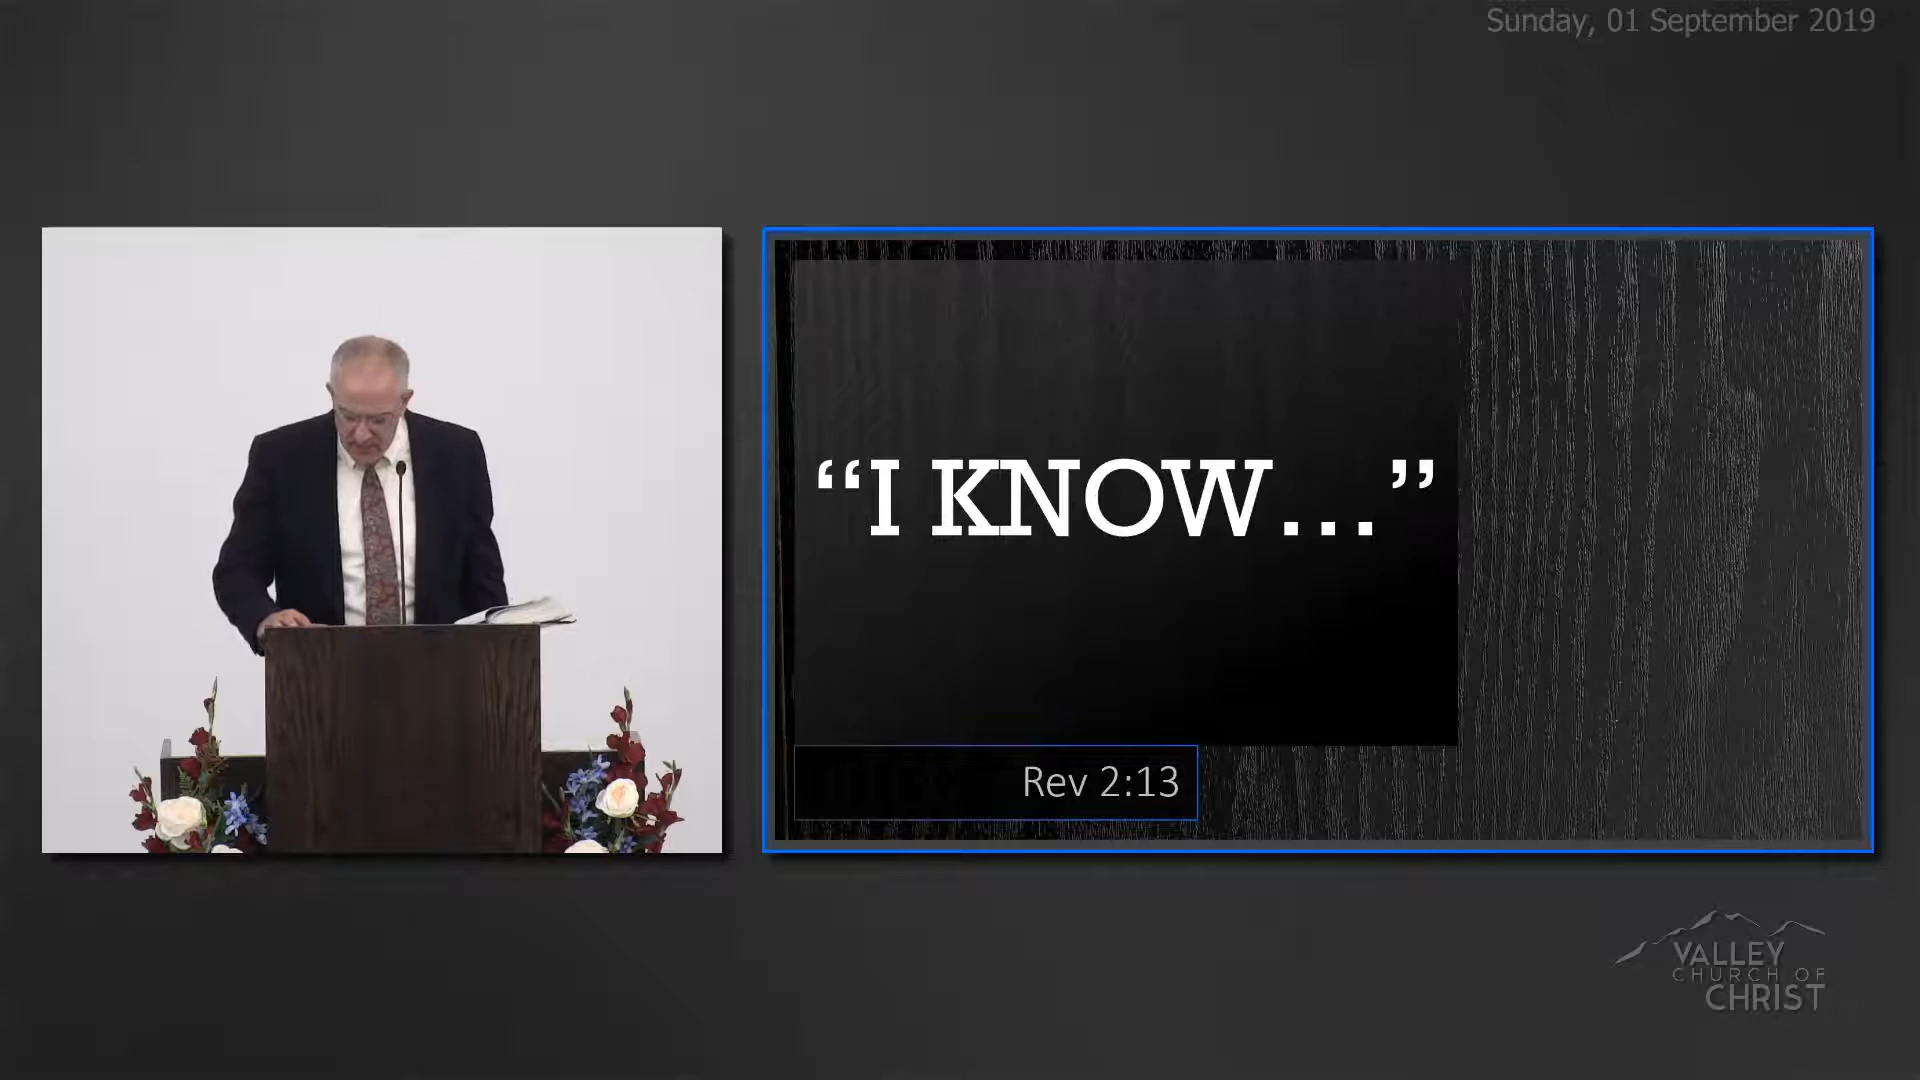 Sunday, 01 September 2019
“I KNOW…”
Rev 2:13
VALLEY
CHURCH OF
CHRIST